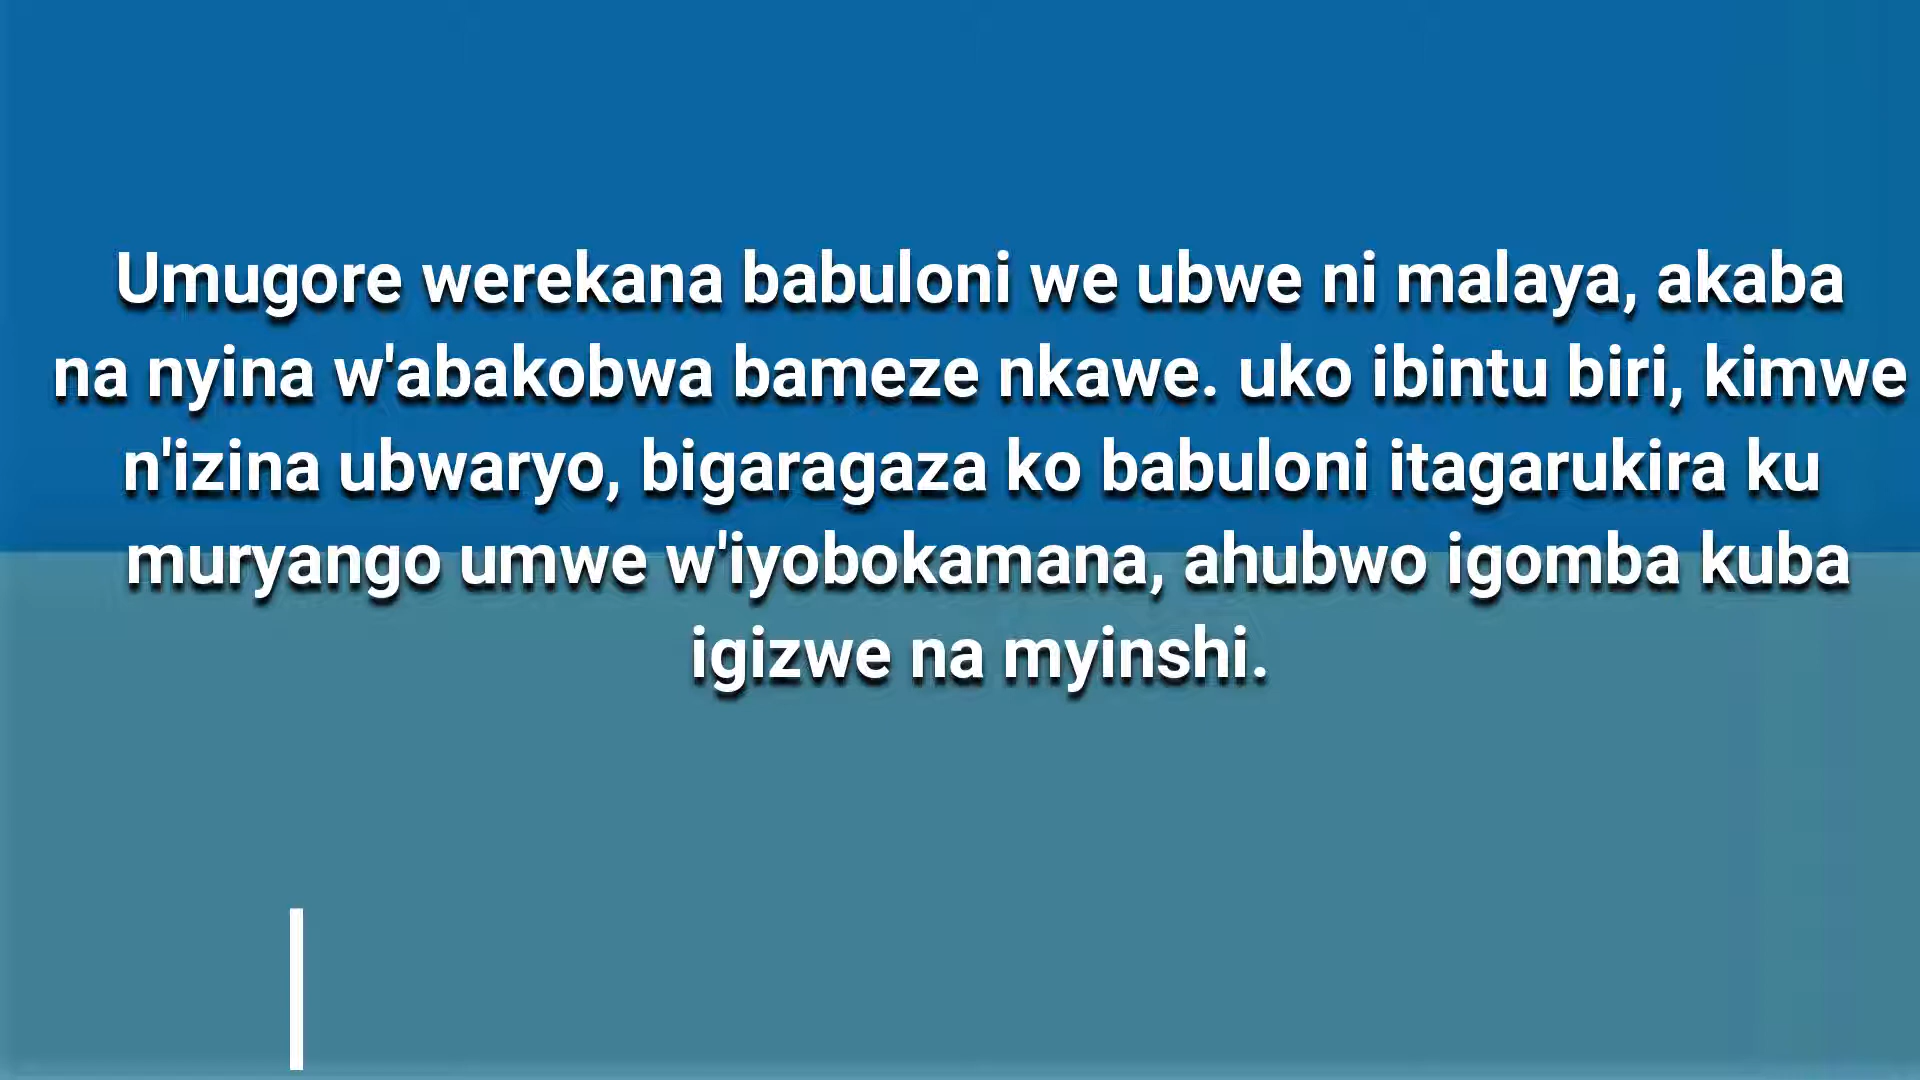 Umugore werekana babuloni we ubwe ni malaya, akaba
na nyina w'abakobwa bameze nkawe. uko ibintu biri, kimwe
n'izina ubwaryo, bigaragaza ko babuloni itagarukira ku
muryango umwe w'iyobokamana, ahubwo igomba kuba
igizwe na myinshi.